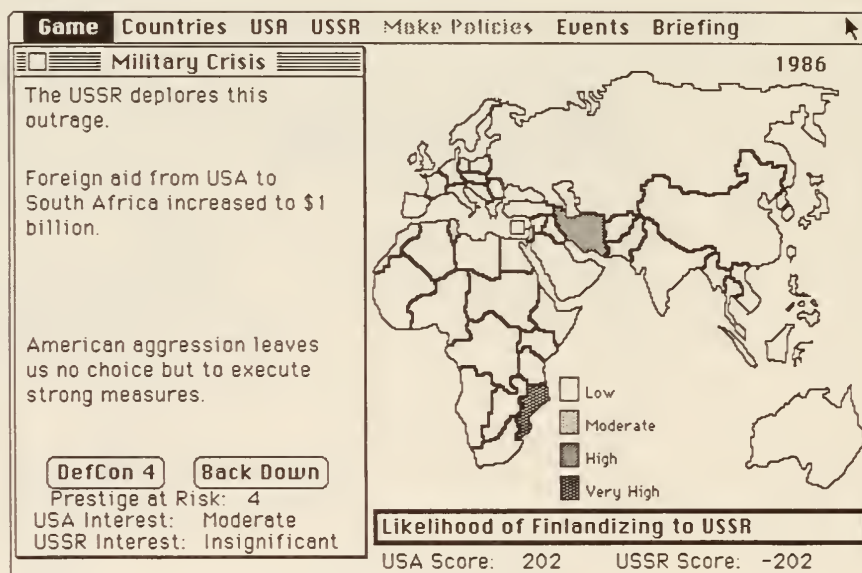 Game Countries USA USSR Make Policies Events Briefing
Military Crisis
The USSR deplores this
outrage.
Foreign aid from USA to
South Africa increased to $1
billion.
American aggression leaves
us no choice but to execute
strong measures.
DefCon 4 Back Down
Prestige at Risk: 4
USA Interest: Moderate
USSR Interest: Insignificant
1986
Low
Moderate
High
Very High
Likelihood of Finlandizing to USSR
USA Score: 202 USSR Score: -202